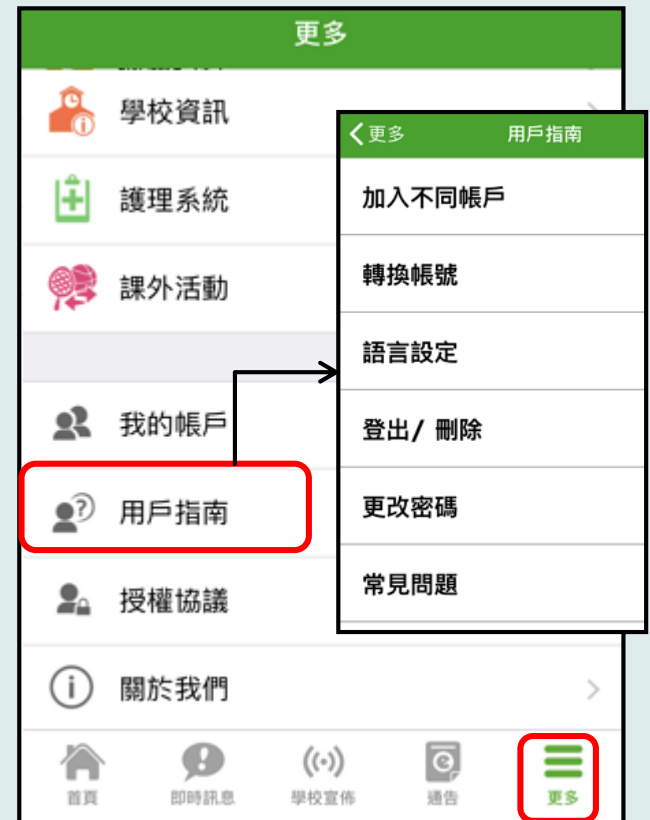 更多
學校資訊
護理系統
課外活動
我的帳戶
用戶指南
授權協議
關於我們
首頁
即時訊息
學校宣佈
通告
更多
更多
用戶指南
加入不同帳戶
轉換帳號
語言設定
登出/ 刪除
更改密碼
常見問題